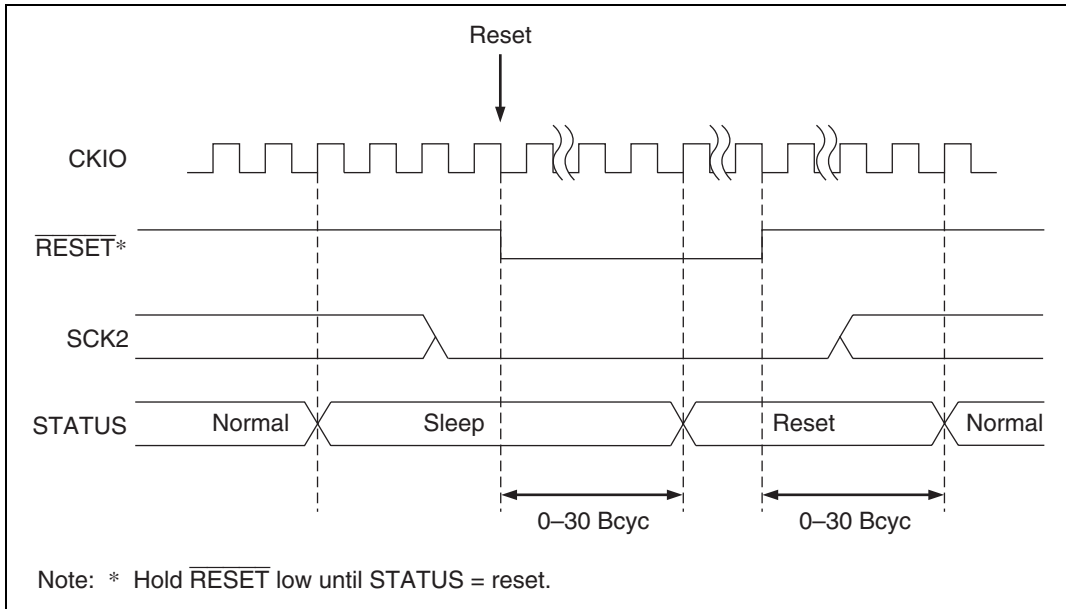 Reset
CKIO
RESET*
SCK2
STATUS Normal Sleep Reset Normal
0–30 Bcyc 0–30 Bcyc
Note: * Hold RESET low until STATUS = reset.